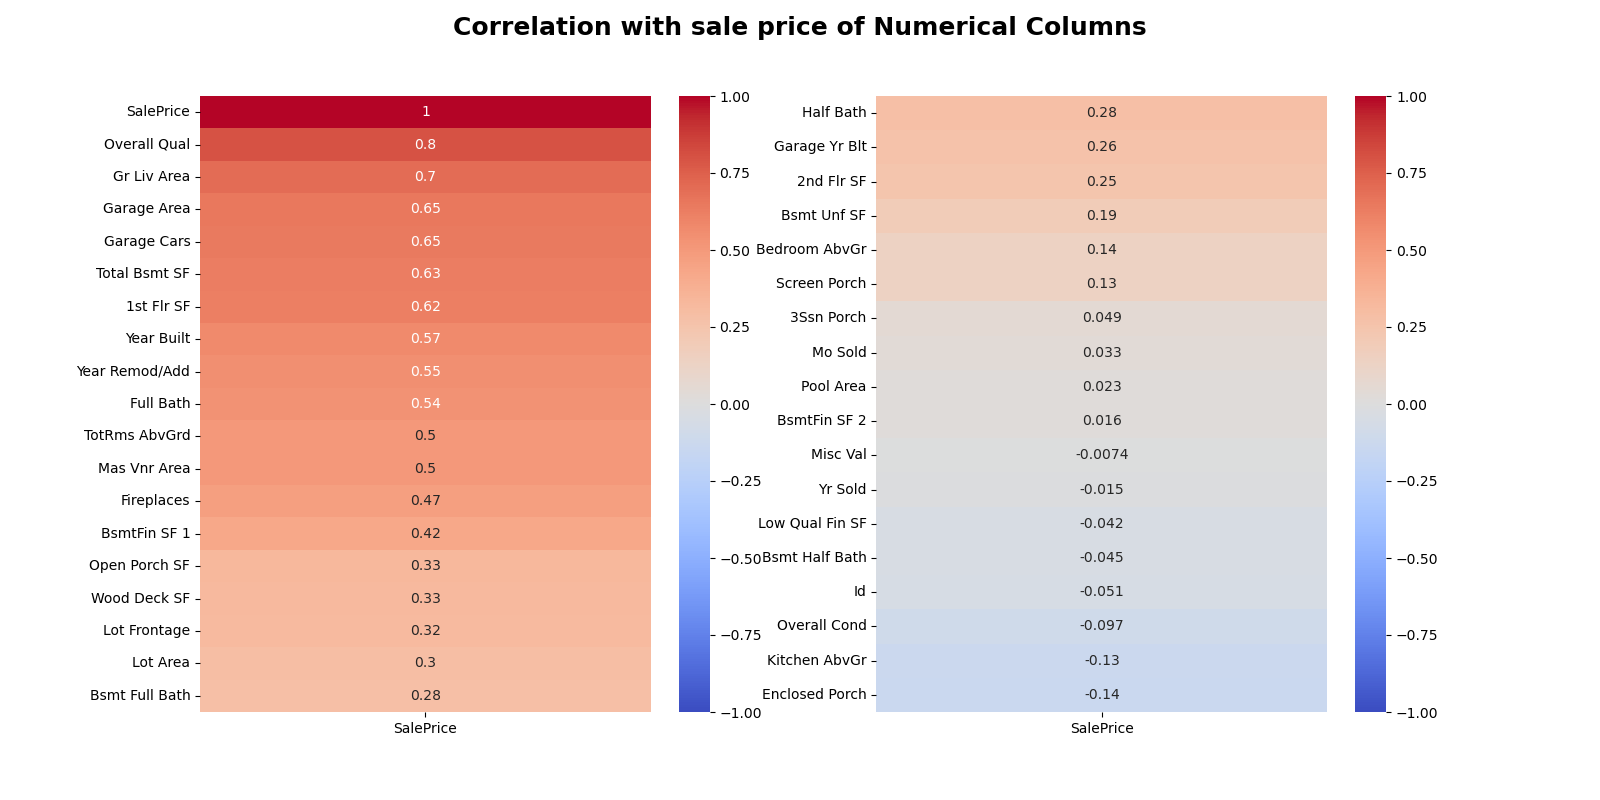 Correlation with sale price of Numerical Columns
SalePrice 1
Overall Qual 0.8
Gr Liv Area 0.7
Garage Area 0.65
Garage Cars 0.65
Total Bsmt SF 0.63
1st Flr SF 0.62
Year Built 0.57
Year Remod/Add 0.55
Full Bath 0.54
TotRms AbvGrd 0.5
Mas Vnr Area 0.5
Fireplaces 0.47
BsmtFin SF 1 0.42
Open Porch SF 0.33
Wood Deck SF 0.33
Lot Frontage 0.32
Lot Area 0.3
Bsmt Full Bath 0.28
SalePrice
1.00
0.75
0.50
0.25
0.00
−0.25
−0.50
−0.75
−1.00
Half Bath 0.28
Garage Yr Blt 0.26
2nd Flr SF 0.25
Bsmt Unf SF 0.19
Bedroom AbvGr 0.14
Screen Porch 0.13
3Ssn Porch 0.049
Mo Sold 0.033
Pool Area 0.023
BsmtFin SF 2 0.016
Misc Val -0.0074
Yr Sold -0.015
Low Qual Fin SF -0.042
Bsmt Half Bath -0.045
Id -0.051
Overall Cond -0.097
Kitchen AbvGr -0.13
Enclosed Porch -0.14
SalePrice
1.00
0.75
0.50
0.25
0.00
−0.25
−0.50
−0.75
−1.00